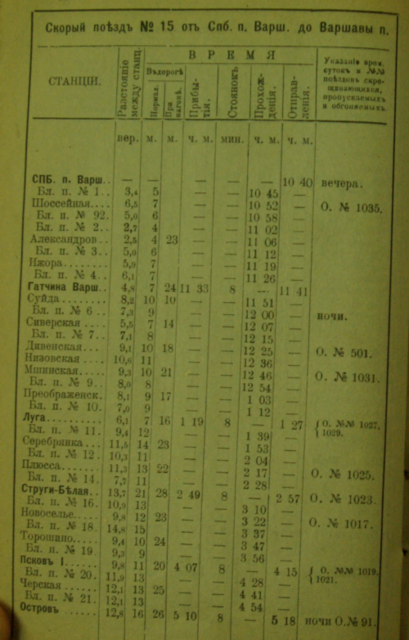 Скорый поѣздъ № 15 отъ Спб. п. Варш. до Варшавы п.
СТАНЦІИ. Разстояніе между станц. ВРЕМЯ Указаніе врем. сутокъ и №№ поѣздовъ скрещивающихся, пропускаемыхъ и обгоняемыхъ.
Въ дорогѣ Прибытія. Стоянокъ Прохожденія. Отправленія.
Нормал. При нагонѣ.
вер. м. м. ч. м. мин. ч. м. ч. м.
СПБ. п. Варш. — — — — — — 10 40 вечера.
Бл. п. № 1 3,4 5 — — 10 45 —
Шоссейная 6,5 7 — — 10 52 — О. № 1035.
Бл. п. № 92. 5,0 6 — — 10 58 —
Бл. п. № 2 2,7 4 — — 11 02 —
Александров 2,5 4 23 — — 11 06 —
Бл. п. № 3 5,0 6 — — 11 12 —
Ижора 5,9 7 — — 11 19 —
Бл. п. № 4 6,1 7 — — 11 26 —
Гатчина Варш. 4,8 7 24 11 33 8 — 11 41
Суйда 8,2 10 10 — — 11 51 —
Бл. п. № 6 7,2 9 — — 12 00 — ночи.
Сиверская 5,5 7 14 — — 12 07 —
Бл. п. № 7 7,1 8 — — 12 15 —
Дивенская 9,1 10 18 — — 12 25 — О. № 501.
Низовская 10,6 11 — — 12 36 —
Мшинская 9,3 10 21 — — 12 46 — О. № 1031.
Бл. п. № 9 8,0 8 — — 12 54 —
Преображенск. 8,1 9 17 — — 1 03 —
Бл. п. № 10. 7,0 9 — — 1 12 —
Луга 6,1 7 16 1 19 8 — 1 27 О. №№ 1027, 1029.
Бл. п. № 11. 9,4 12 — — 1 39 —
Серебрянка 11,5 14 23 — — 1 53 —
Бл. п. № 12. 10,3 11 — — 2 04 —
Плюсса 11,3 13 22 — — 2 17 — О. № 1025.
Бл. п. № 14. 7,7 11 — — 2 28 —
Струги-Бѣлая 13,7 21 28 2 49 8 — 2 57 О. № 1023.
Бл. п. № 16. 10,9 13 — — 3 10 —
Новоселье 9,8 12 23 — — 3 22 — О. № 1017.
Бл. п. № 18. 14,8 15 — — 3 37 —
Торошино 9,4 10 24 — — 3 47 —
Бл. п. № 19. 9,3 9 — — 3 56 —
Псковъ I 9,8 11 20 4 07 8 — 4 15 О. №№ 1019, 1021.
Бл. п. № 20. 11,9 13 — — 4 28 —
Черская 12,1 13 25 — — 4 41 —
Бл. п. № 21. 12,1 13 — — 4 54 —
Островъ 12,8 16 26 5 10 8 — 5 18 ночи О. № 91.